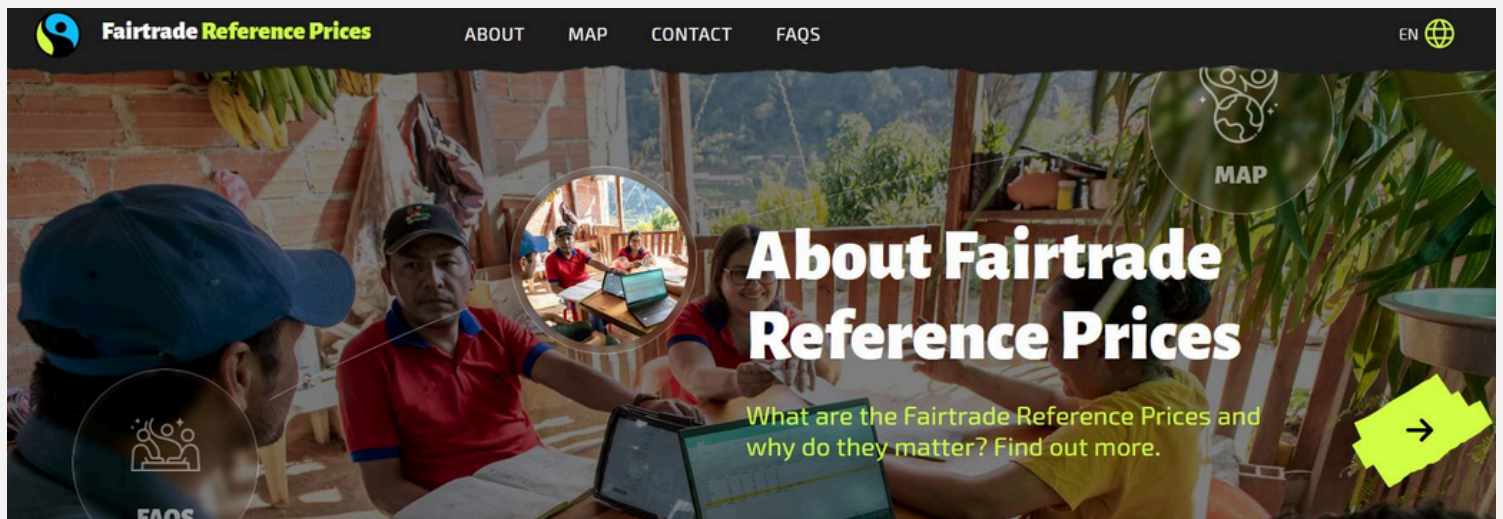 Fairtrade Reference Prices
ABOUT MAP CONTACT FAQS
EN
MAP
About Fairtrade
Reference Prices
What are the Fairtrade Reference Prices and
why do they matter? Find out more.
FAQS